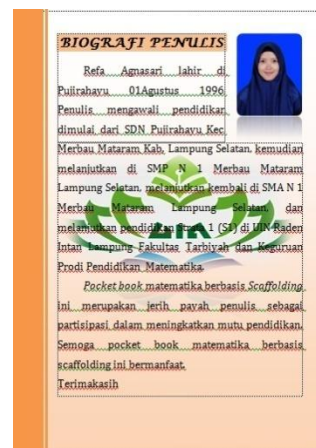 BIOGRAFI PENULIS
Refa Agnasari lahir di
Pujirahayu 01Agustus 1996.
Penulis mengawali pendidikan
dimulai dari SDN Pujirahayu Kec.
Merbau Mataram Kab. Lampung Selatan, kemudian
melanjutkan di SMP N 1 Merbau Mataram
Lampung Selatan, melanjutkan kembali di SMA N 1
Merbau Mataram Lampung Selatan, dan
melanjutkan pendidikan Strata 1 (S1) di UIN Raden
Intan Lampung Fakultas Tarbiyah dan Keguruan
Prodi Pendidikan Matematika.
Pocket book matematika berbasis Scaffolding
ini merupakan jerih payah penulis sebagai
partisipasi dalam meningkatkan mutu pendidikan.
Semoga pocket book matematika berbasis
scaffolding ini bermanfaat.
Terimakasih